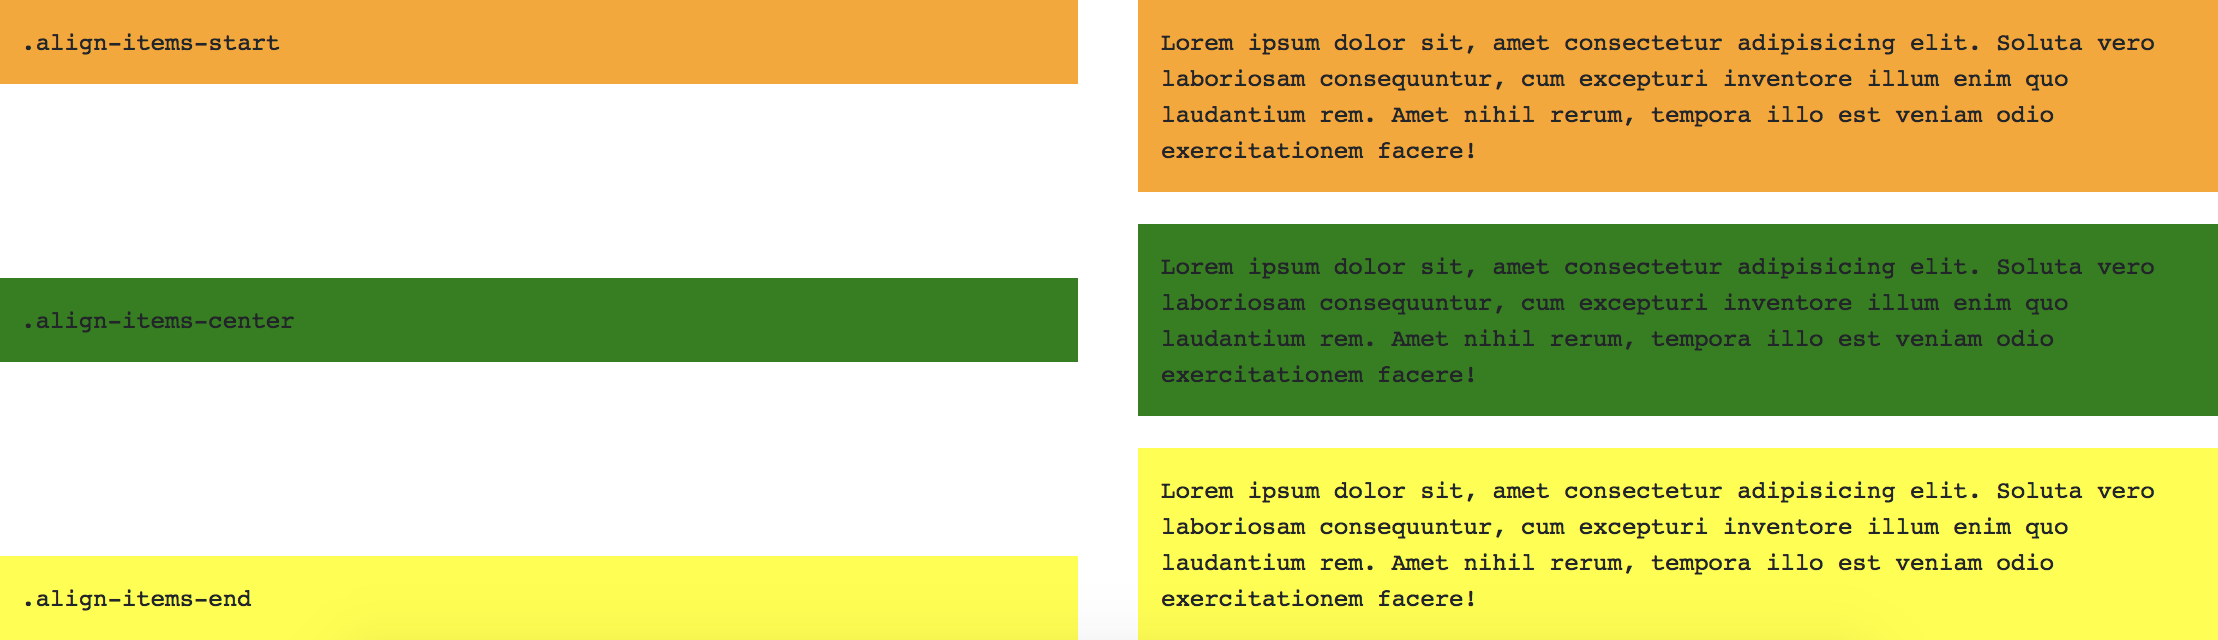 .align-items-start
Lorem ipsum dolor sit, amet consectetur adipisicing elit. Soluta vero
laboriosam consequuntur, cum excepturi inventore illum enim quo
laudantium rem. Amet nihil rerum, tempora illo est veniam odio
exercitationem facere!
.align-items-center
Lorem ipsum dolor sit, amet consectetur adipisicing elit. Soluta vero
laboriosam consequuntur, cum excepturi inventore illum enim quo
laudantium rem. Amet nihil rerum, tempora illo est veniam odio
exercitationem facere!
.align-items-end
Lorem ipsum dolor sit, amet consectetur adipisicing elit. Soluta vero
laboriosam consequuntur, cum excepturi inventore illum enim quo
laudantium rem. Amet nihil rerum, tempora illo est veniam odio
exercitationem facere!